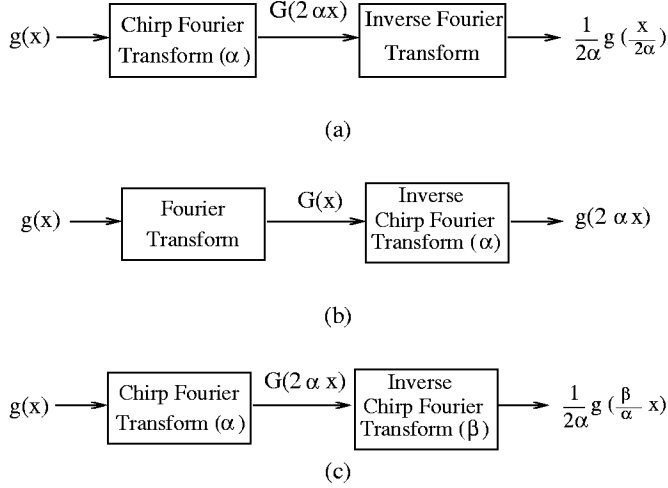 g(x) Chirp Fourier Transform (α) G(2 αx) Inverse Fourier Transform 1/2α g (x/2α)
(a)
g(x) Fourier Transform G(x) Inverse Chirp Fourier Transform (α) g(2 α x)
(b)
g(x) Chirp Fourier Transform (α) G(2 α x) Inverse Chirp Fourier Transform (β) 1/2α g (β/α x)
(c)